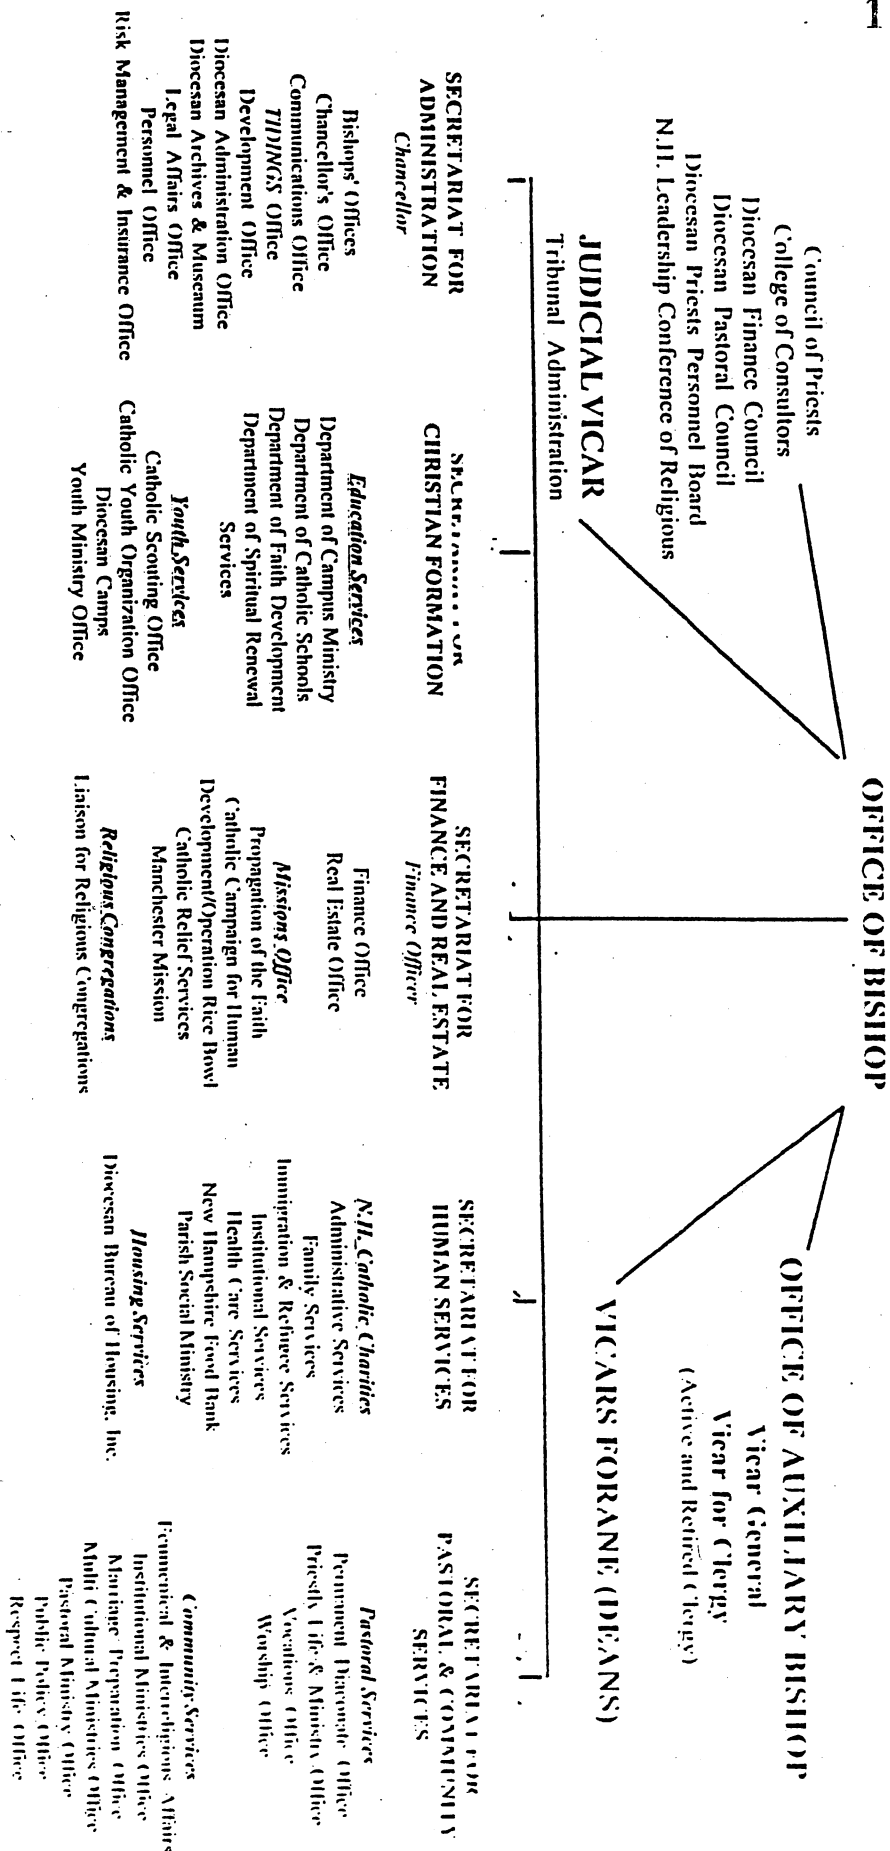 1
OFFICE OF BISHOP
Council of Priests
College of Consultors
Diocesan Finance Council
Diocesan Pastoral Council
Diocesan Priests Personnel Board
N.H. Leadership Conference of Religious
JUDICIAL VICAR
Tribunal Administration
OFFICE OF AUXILIARY BISHOP
Vicar General
Vicar for Clergy
(Active and Retired Clergy)
VICARS FORANE (DEANS)
SECRETARIAT FOR
ADMINISTRATION
Chancellor
Bishops' Offices
Chancellor's Office
Communications Office
TIDINGS Office
Development Office
Diocesan Administration Office
Diocesan Archives & Museaum
Legal Affairs Office
Personnel Office
Risk Management & Insurance Office
SECRETARIAT FOR
CHRISTIAN FORMATION
Education Services
Department of Campus Ministry
Department of Catholic Schools
Department of Faith Development
Department of Spiritual Renewal
Services
Youth Services
Catholic Scouting Office
Catholic Youth Organization Office
Diocesan Camps
Youth Ministry Office
SECRETARIAT FOR
FINANCE AND REAL ESTATE
Finance Officer
Finance Office
Real Estate Office
Missions Office
Propagation of the Faith
Catholic Campaign for Human
Development/Operation Rice Bowl
Catholic Relief Services
Manchester Mission
Religious Congregations
Liaison for Religious Congregations
SECRETARIAT FOR
HUMAN SERVICES
N.H. Catholic Charities
Administrative Services
Family Services
Immigration & Refugee Services
Institutional Services
Health Care Services
New Hampshire Food Bank
Parish Social Ministry
Housing Services
Diocesan Bureau of Housing, Inc.
SECRETARIAT FOR
PASTORAL & COMMUNITY
SERVICES
Pastoral Services
Permanent Diaconate Office
Priestly Life & Ministry Office
Vocations Office
Worship Office
Community Services
Ecumenical & Interreligious Affairs
Institutional Ministries Office
Marriage Preparation Office
Multi Cultural Ministries Office
Pastoral Ministry Office
Public Policy Office
Respect Life Office